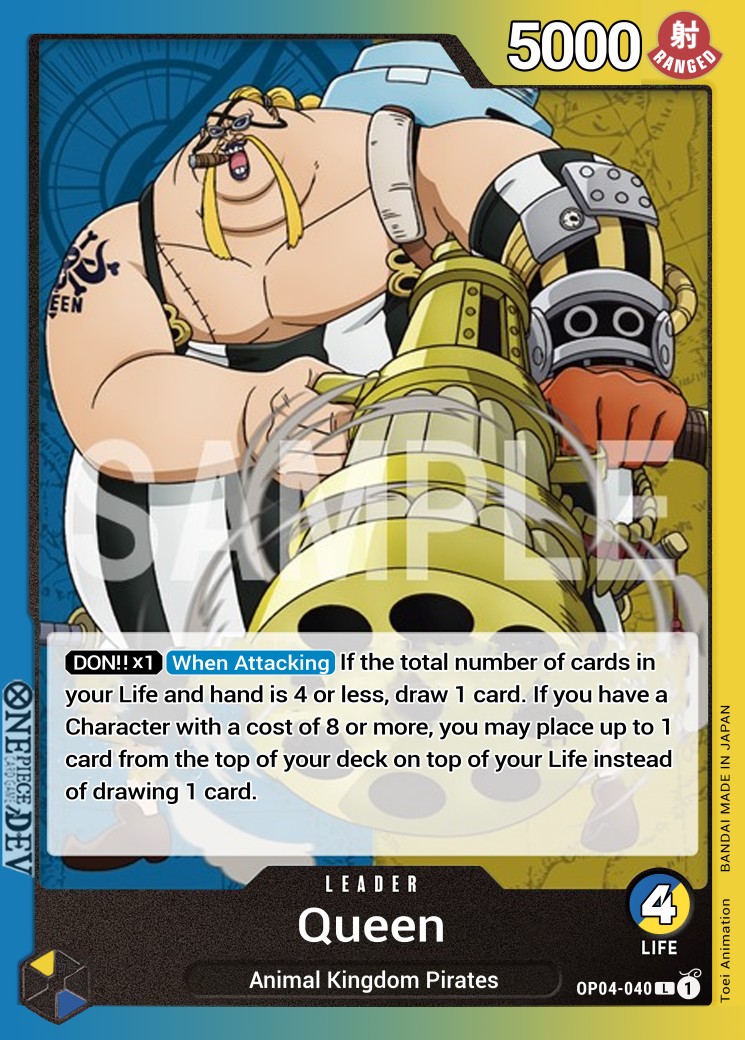 5000
射
RANGED
EEN
SAMPLE
DON!! x1 When Attacking If the total number of cards in
your Life and hand is 4 or less, draw 1 card. If you have a
Character with a cost of 8 or more, you may place up to 1
card from the top of your deck on top of your Life instead
of drawing 1 card.
ONE PIECE
CARD GAME
DEV
BANDAI MADE IN JAPAN
Toei Animation
LEADER
Queen
4
LIFE
Animal Kingdom Pirates
OP04-040 L 1